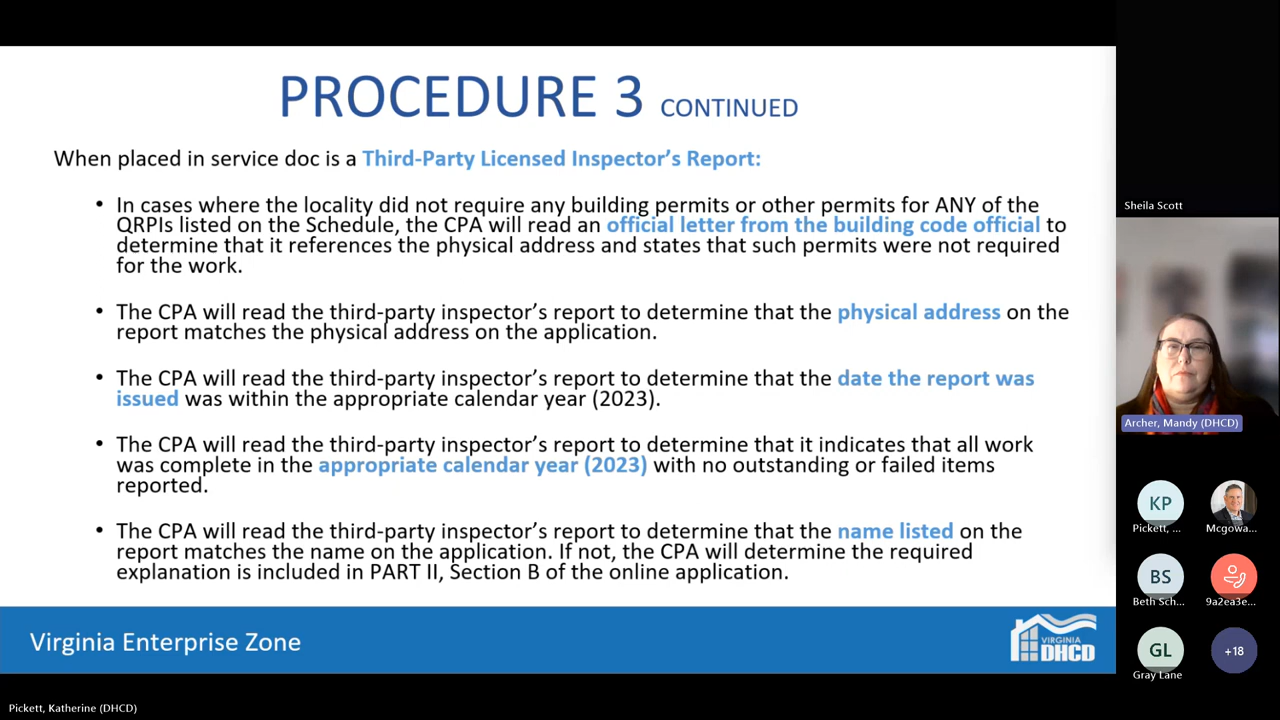 PROCEDURE 3 CONTINUED
When placed in service doc is a Third-Party Licensed Inspector's Report:
• In cases where the locality did not require any building permits or other permits for ANY of the
QRPIs listed on the Schedule, the CPA will read an official letter from the building code official to
determine that it references the physical address and states that such permits were not required
for the work.
• The CPA will read the third-party inspector's report to determine that the physical address on the
report matches the physical address on the application.
• The CPA will read the third-party inspector's report to determine that the date the report was
issued was within the appropriate calendar year (2023).
• The CPA will read the third-party inspector's report to determine that it indicates that all work
was complete in the appropriate calendar year (2023) with no outstanding or failed items
reported.
• The CPA will read the third-party inspector's report to determine that the name listed on the
report matches the name on the application. If not, the CPA will determine the required
explanation is included in PART II, Section B of the online application.
Virginia Enterprise Zone
VIRGINIA
DHCD
Sheila Scott
Archer, Mandy (DHCD)
KP
Pickett, ...
Mcgowa...
BS
Beth Sch...
9a2ea3e...
GL
Gray Lane
+18
Pickett, Katherine (DHCD)